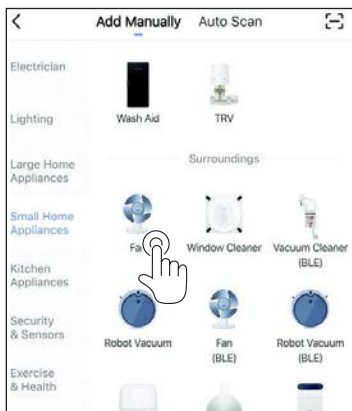 Add Manually Auto Scan
Electrician
Lighting
Large Home
Appliances
Small Home
Appliances
Kitchen
Appliances
Security
& Sensors
Exercise
& Health
Wash Aid TRV
Surroundings
Window Cleaner Vacuum Cleaner
(BLE)
Robot Vacuum Fan Robot Vacuum
(BLE) (BLE)